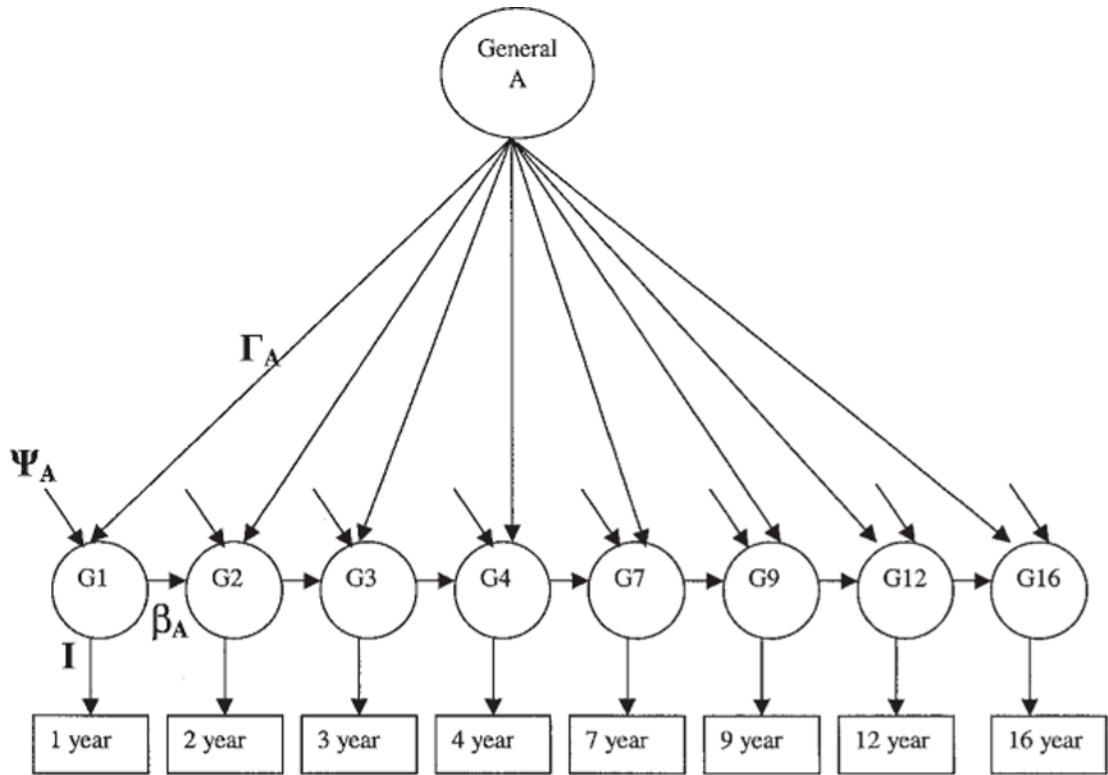 General
A
Γ_A
Ψ_A
G1
G2
G3
G4
G7
G9
G12
G16
β_A
I
1 year
2 year
3 year
4 year
7 year
9 year
12 year
16 year